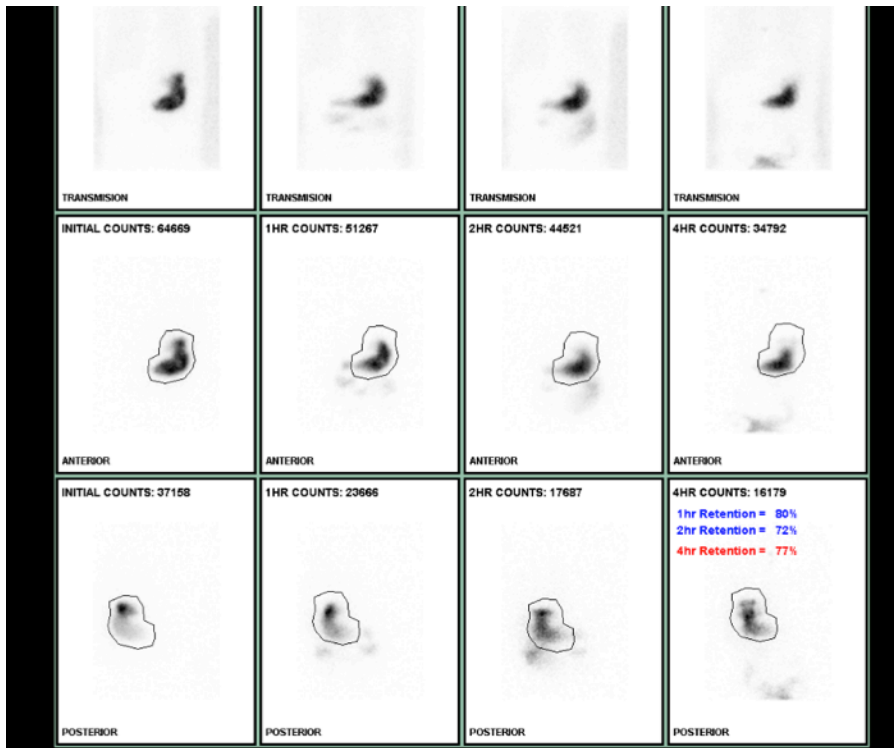 TRANSMISION TRANSMISION TRANSMISION TRANSMISION
INITIAL COUNTS: 64669 1HR COUNTS: 51267 2HR COUNTS: 44521 4HR COUNTS: 34792
ANTERIOR ANTERIOR ANTERIOR ANTERIOR
INITIAL COUNTS: 37158 1HR COUNTS: 23666 2HR COUNTS: 17687 4HR COUNTS: 16179
1hr Retention = 80%
2hr Retention = 72%
4hr Retention = 77%
POSTERIOR POSTERIOR POSTERIOR POSTERIOR